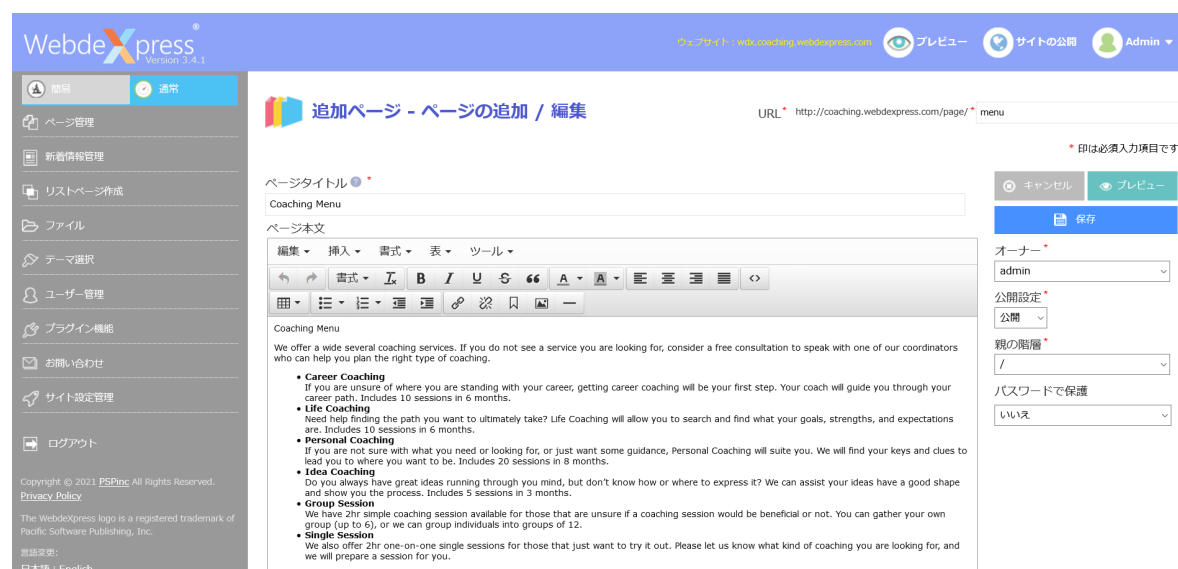 WebdeXpress®
Version 3.4.1
ウェブサイト : wdx.coaching.webdexpress.com
プレビュー
サイトの公開
Admin
簡易
通常
ページ管理
新着情報管理
リストページ作成
ファイル
テーマ選択
ユーザー管理
プラグイン機能
お問い合わせ
サイト設定管理
ログアウト
Copyright © 2021 PSPinc All Rights Reserved.
Privacy Policy
The WebdeXpress logo is a registered trademark of
Pacific Software Publishing, Inc.
言語変更:
日本語 | English
追加ページ - ページの追加 / 編集
URL* http://coaching.webdexpress.com/page/ * menu
* 印は必須入力項目です
ページタイトル *
Coaching Menu
ページ本文
編集 挿入 書式 表 ツール
書式
Coaching Menu
We offer a wide several coaching services. If you do not see a service you are looking for, consider a free consultation to speak with one of our coordinators
who can help you plan the right type of coaching.
• Career Coaching
If you are unsure of where you are standing with your career, getting career coaching will be your first step. Your coach will guide you through your
career path. Includes 10 sessions in 6 months.
• Life Coaching
Need help finding the path you want to ultimately take? Life Coaching will allow you to search and find what your goals, strengths, and expectations
are. Includes 10 sessions in 6 months.
• Personal Coaching
If you are not sure with what you need or looking for, or just want some guidance, Personal Coaching will suite you. We will find your keys and clues to
lead you to where you want to be. Includes 20 sessions in 8 months.
• Idea Coaching
Do you always have great ideas running through you mind, but don't know how or where to express it? We can assist your ideas have a good shape
and show you the process. Includes 5 sessions in 3 months.
• Group Session
We have 2hr simple coaching session available for those that are unsure if a coaching session would be beneficial or not. You can gather your own
group (up to 6), or we can group individuals into groups of 12.
• Single Session
We also offer 2hr one-on-one single sessions for those that just want to try it out. Please let us know what kind of coaching you are looking for, and
we will prepare a session for you.
キャンセル
プレビュー
保存
オーナー*
admin
公開設定*
公開
親の階層*
/
パスワードで保護
いいえ